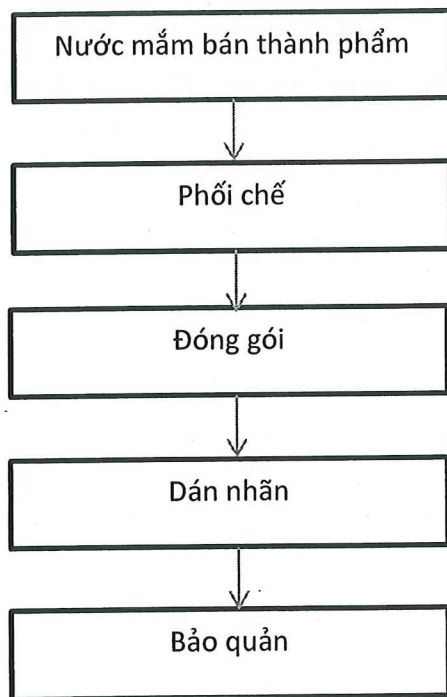 Nước mắm bán thành phẩm
Phối chế
Đóng gói
Dán nhãn
Bảo quản